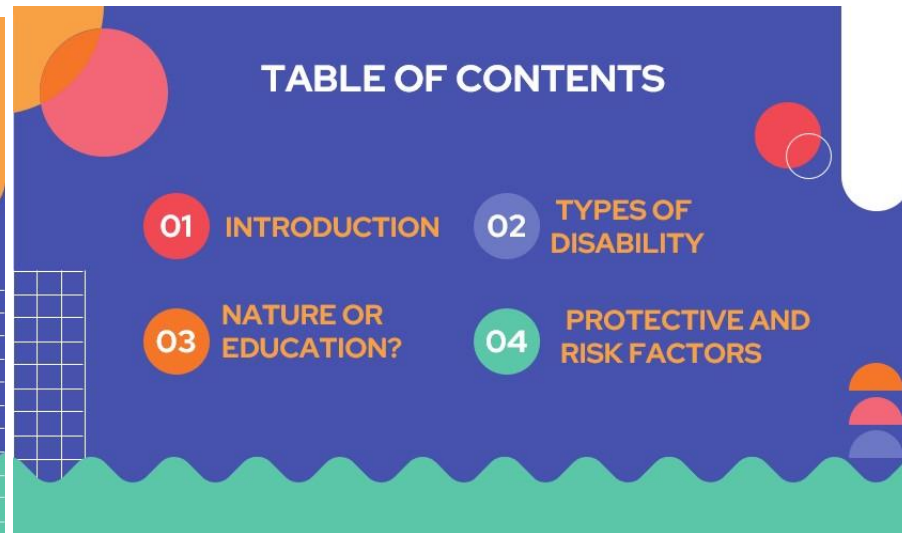 TABLE OF CONTENTS
01 INTRODUCTION
02 TYPES OF
DISABILITY
03 NATURE OR
EDUCATION?
04 PROTECTIVE AND
RISK FACTORS